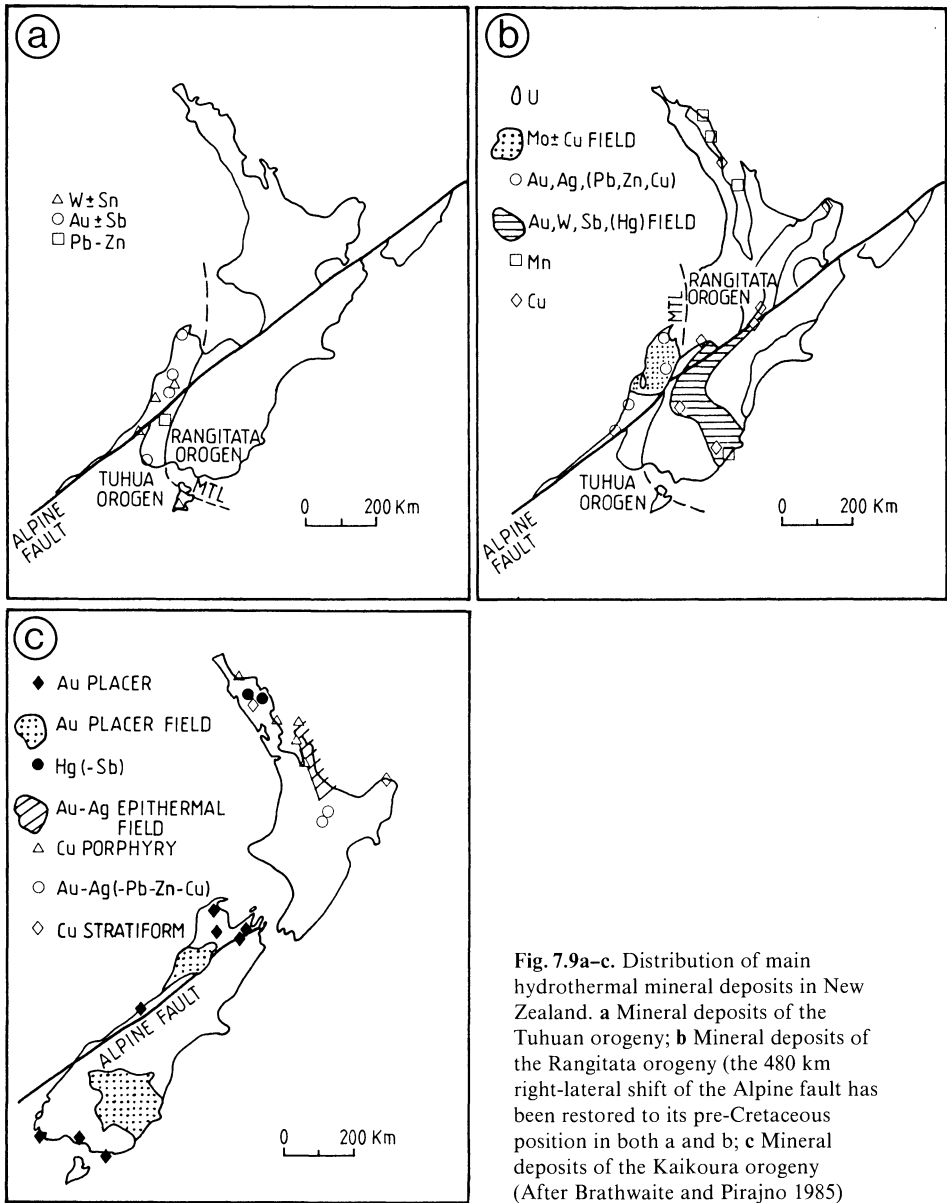 a
△ W±Sn
○ Au±Sb
□ Pb-Zn
RANGITATA
OROGEN
TUHUA
OROGEN
MTL
ALPINE
FAULT
0 200 Km
b
U
Mo±Cu FIELD
○ Au,Ag,(Pb,Zn,Cu)
Au,W,Sb,(Hg)FIELD
□ Mn
◇ Cu
RANGITATA
OROGEN
MTL
TUHUA
OROGEN
ALPINE
FAULT
0 200 Km
c
◆ Au PLACER
Au PLACER FIELD
● Hg(-Sb)
Au-Ag EPITHERMAL
FIELD
△ Cu PORPHYRY
○ Au-Ag(-Pb-Zn-Cu)
◇ Cu STRATIFORM
ALPINE FAULT
0 200 Km
Fig. 7.9a–c. Distribution of main
hydrothermal mineral deposits in New
Zealand. a Mineral deposits of the
Tuhuan orogeny; b Mineral deposits of
the Rangitata orogeny (the 480 km
right-lateral shift of the Alpine fault has
been restored to its pre-Cretaceous
position in both a and b; c Mineral
deposits of the Kaikoura orogeny
(After Brathwaite and Pirajno 1985)